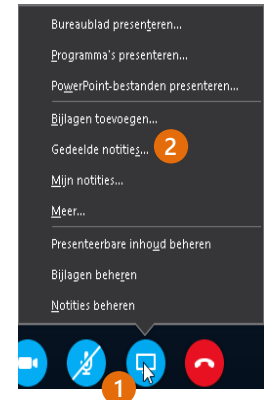 Bureaublad presenteren...
Programma's presenteren...
PowerPoint-bestanden presenteren...
Bijlagen toevoegen...
Gedeelde notities... 2
Mijn notities...
Meer...
Presenteerbare inhoud beheren
Bijlagen beheren
Notities beheren
1